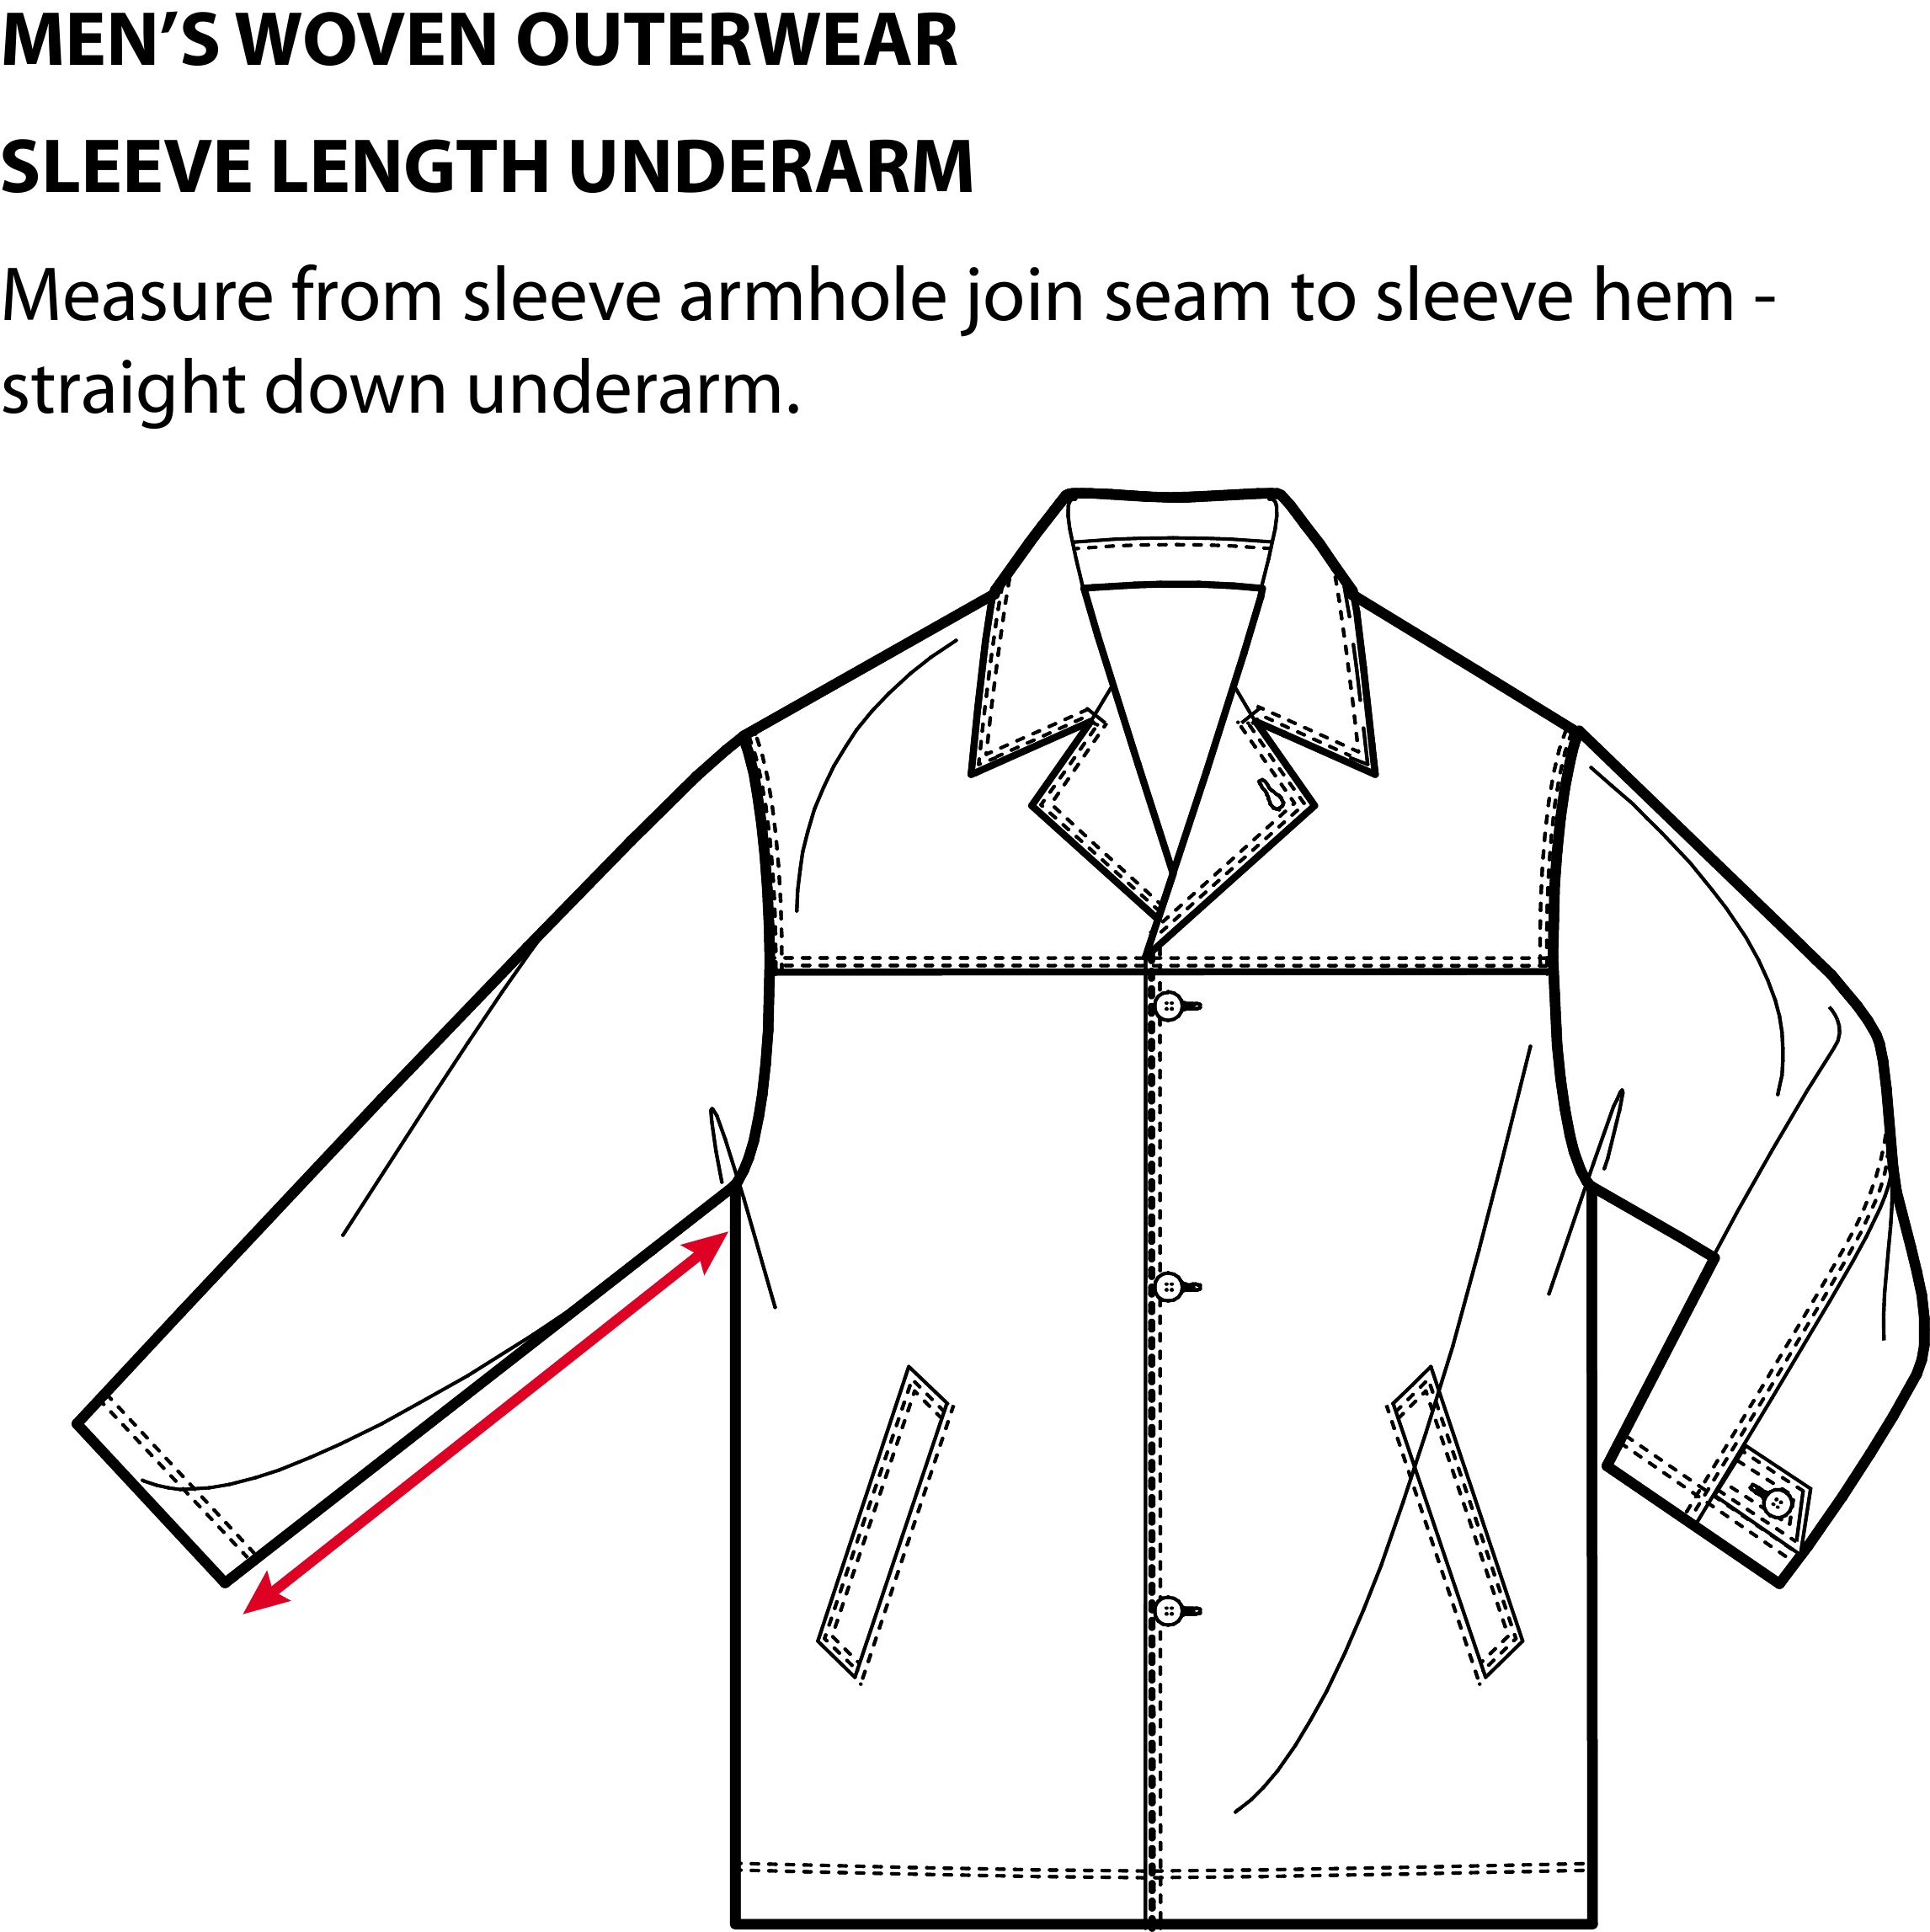 MEN’S WOVEN OUTERWEAR
SLEEVE LENGTH UNDERARM
Measure from sleeve armhole join seam to sleeve hem -
straight down underarm.